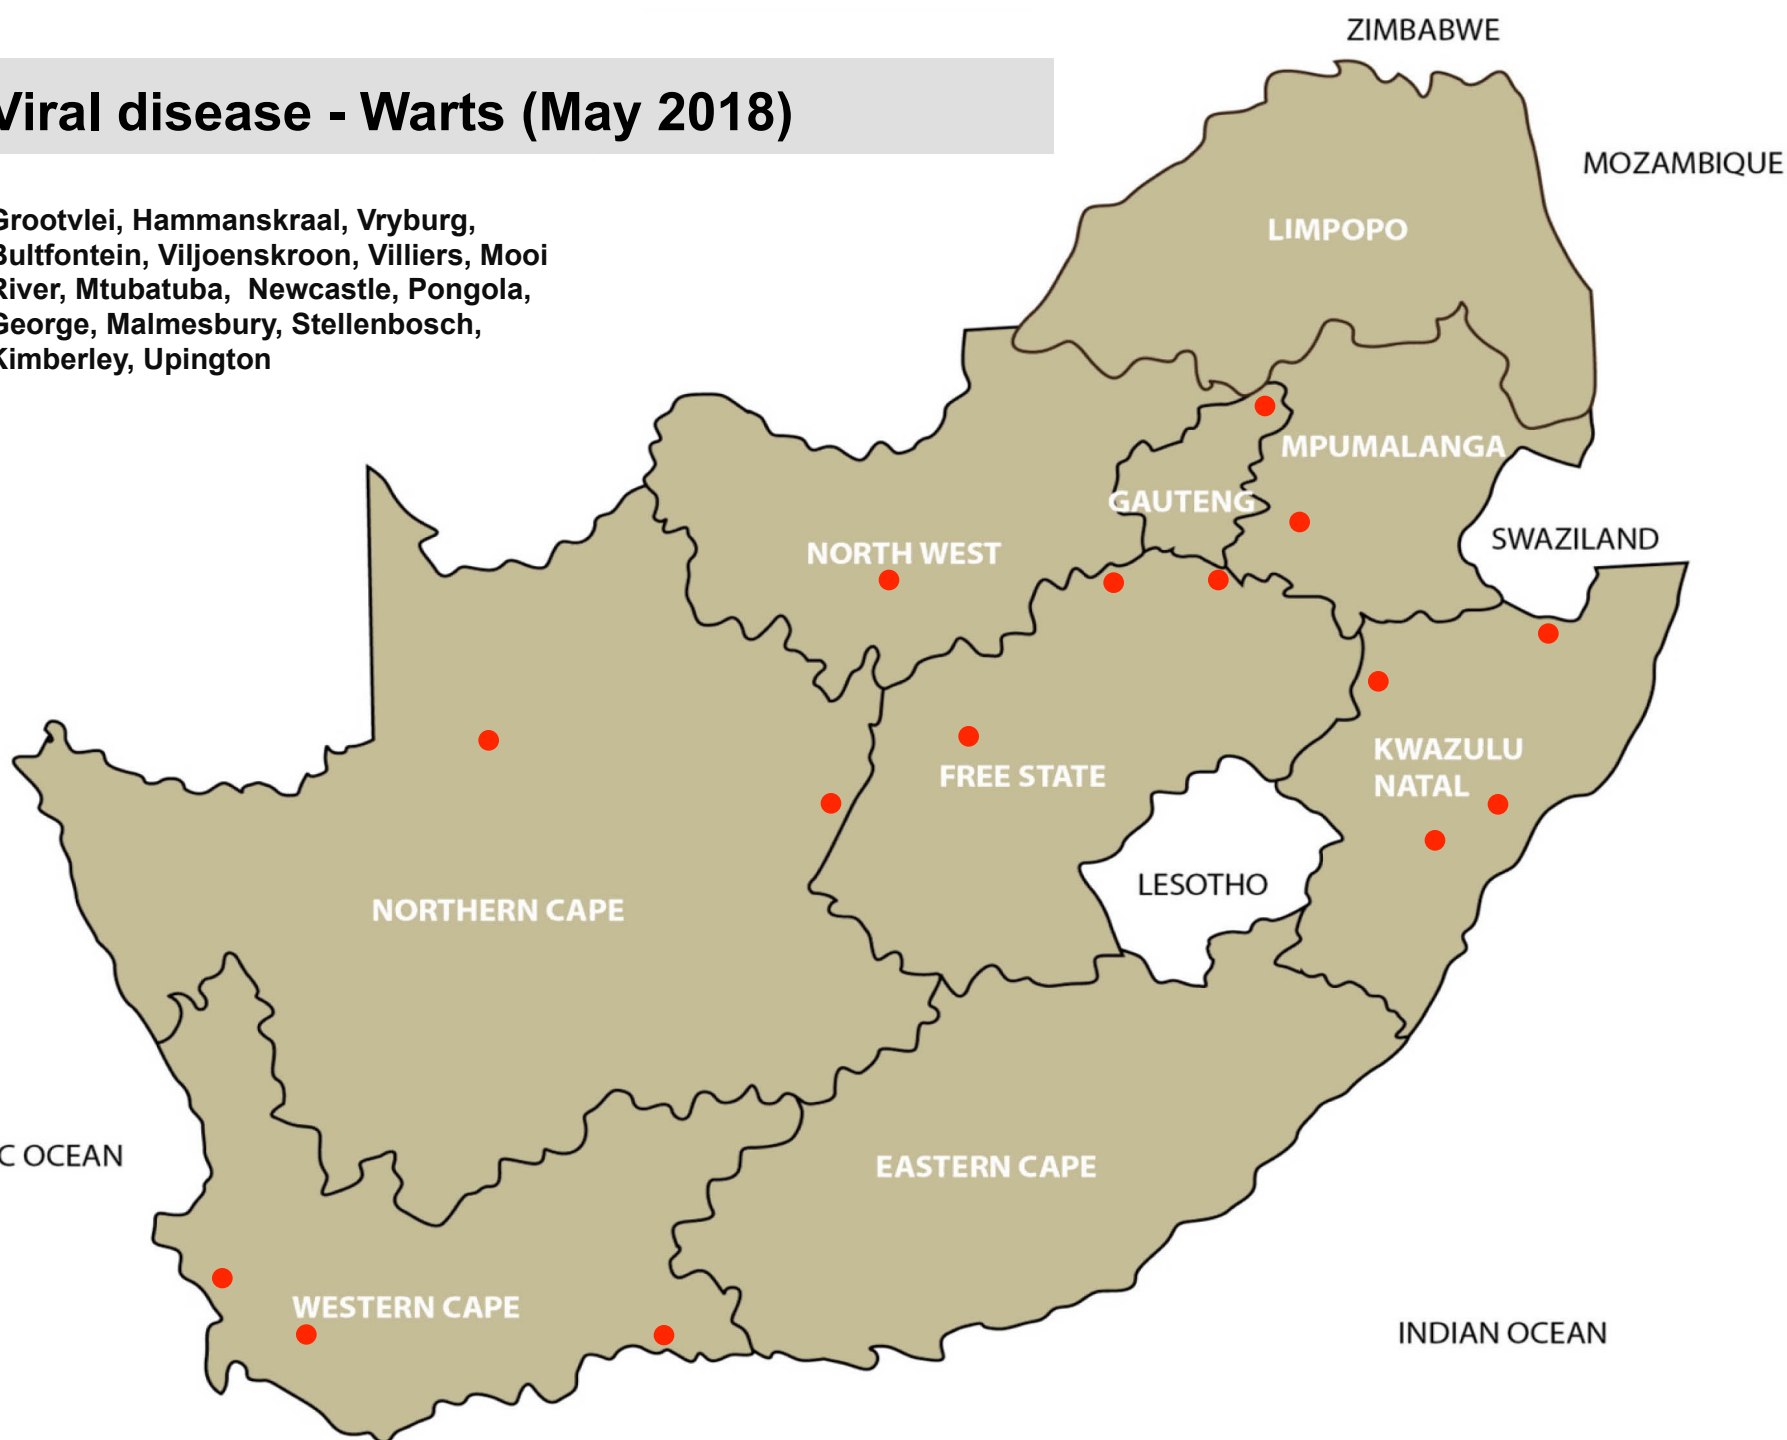 ZIMBABWE
Viral disease - Warts (May 2018)
MOZAMBIQUE
Grootvlei, Hammanskraal, Vryburg,
Bultfontein, Viljoenskroon, Villiers, Mooi
River, Mtubatuba, Newcastle, Pongola,
George, Malmesbury, Stellenbosch,
Kimberley, Upington
LIMPOPO
MPUMALANGA
GAUTENG
SWAZILAND
NORTH WEST
KWAZULU
NATAL
FREE STATE
LESOTHO
NORTHERN CAPE
C OCEAN
EASTERN CAPE
WESTERN CAPE
INDIAN OCEAN